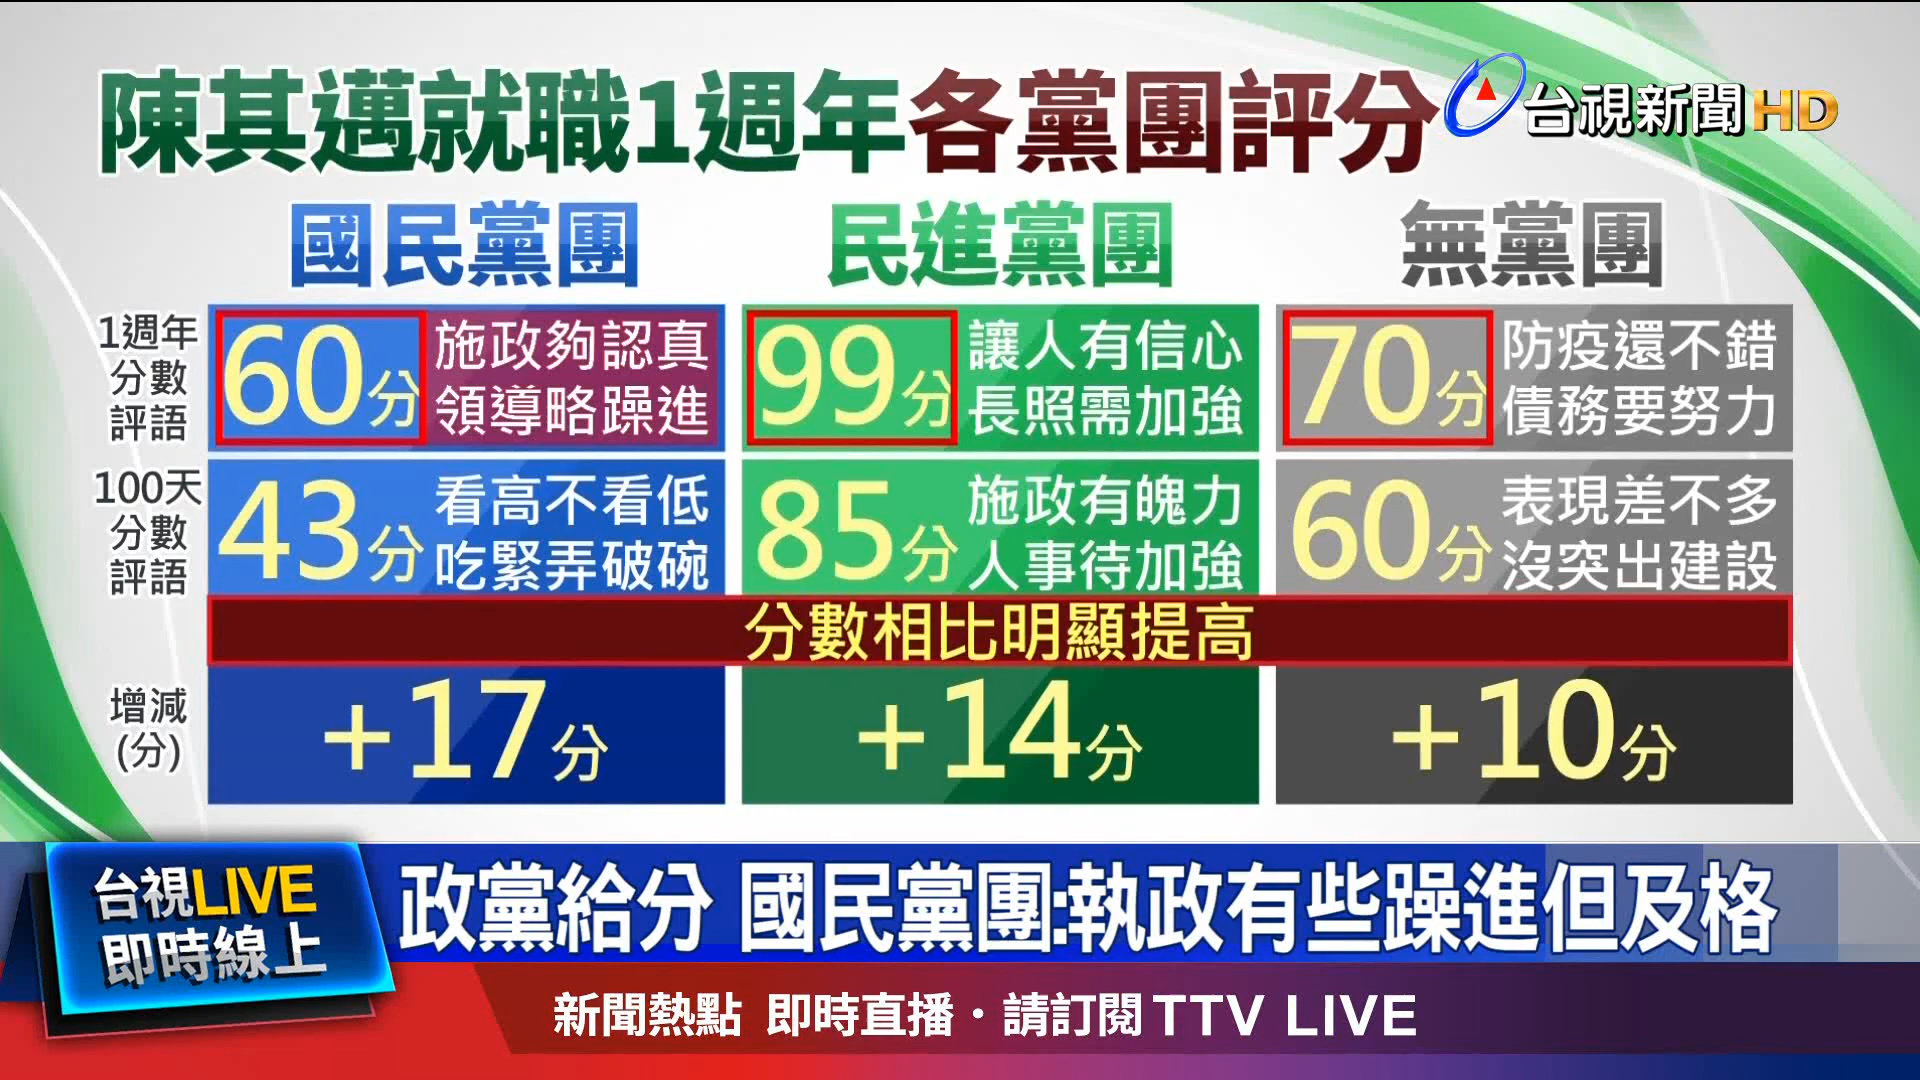 陳其邁就職1週年各黨團評分
台視新聞HD
國民黨團
民進黨團
無黨團
1週年
分數
評語
60分
施政夠認真
領導略躁進
99分
讓人有信心
長照需加強
70分
防疫還不錯
債務要努力
100天
分數
評語
43分
看高不看低
吃緊弄破碗
85分
施政有魄力
人事待加強
60分
表現差不多
沒突出建設
分數相比明顯提高
增減
(分)
+17分
+14分
+10分
台視LIVE
即時線上
政黨給分 國民黨團:執政有些躁進但及格
新聞熱點 即時直播・請訂閱TTV LIVE